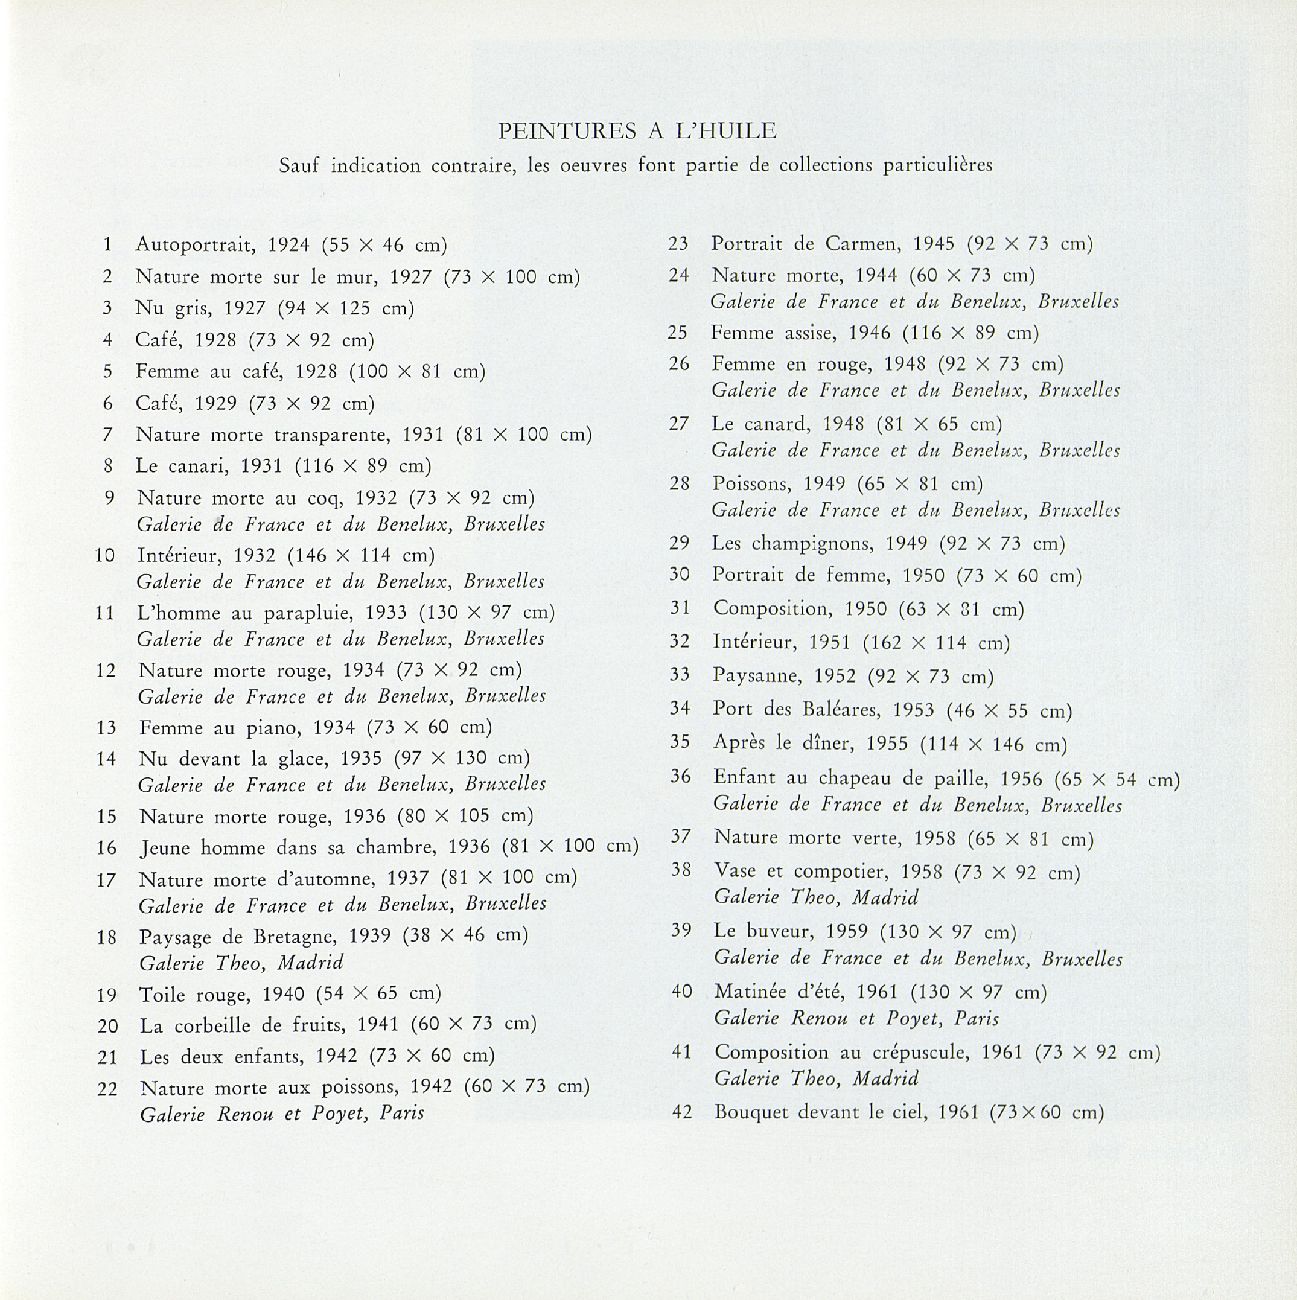 PEINTURES A L'HUILE
Sauf indication contraire, les oeuvres font partie de collections particulières
1 Autoportrait, 1924 (55 × 46 cm)
2 Nature morte sur le mur, 1927 (73 × 100 cm)
3 Nu gris, 1927 (94 × 125 cm)
4 Café, 1928 (73 × 92 cm)
5 Femme au café, 1928 (100 × 81 cm)
6 Café, 1929 (73 × 92 cm)
7 Nature morte transparente, 1931 (81 × 100 cm)
8 Le canari, 1931 (116 × 89 cm)
9 Nature morte au coq, 1932 (73 × 92 cm)
Galerie de France et du Benelux, Bruxelles
10 Intérieur, 1932 (146 × 114 cm)
Galerie de France et du Benelux, Bruxelles
11 L'homme au parapluie, 1933 (130 × 97 cm)
Galerie de France et du Benelux, Bruxelles
12 Nature morte rouge, 1934 (73 × 92 cm)
Galerie de France et du Benelux, Bruxelles
13 Femme au piano, 1934 (73 × 60 cm)
14 Nu devant la glace, 1935 (97 × 130 cm)
Galerie de France et du Benelux, Bruxelles
15 Nature morte rouge, 1936 (80 × 105 cm)
16 Jeune homme dans sa chambre, 1936 (81 × 100 cm)
17 Nature morte d'automne, 1937 (81 × 100 cm)
Galerie de France et du Benelux, Bruxelles
18 Paysage de Bretagne, 1939 (38 × 46 cm)
Galerie Theo, Madrid
19 Toile rouge, 1940 (54 × 65 cm)
20 La corbeille de fruits, 1941 (60 × 73 cm)
21 Les deux enfants, 1942 (73 × 60 cm)
22 Nature morte aux poissons, 1942 (60 × 73 cm)
Galerie Renou et Poyet, Paris
23 Portrait de Carmen, 1945 (92 × 73 cm)
24 Nature morte, 1944 (60 × 73 cm)
Galerie de France et du Benelux, Bruxelles
25 Femme assise, 1946 (116 × 89 cm)
26 Femme en rouge, 1948 (92 × 73 cm)
Galerie de France et du Benelux, Bruxelles
27 Le canard, 1948 (81 × 65 cm)
Galerie de France et du Benelux, Bruxelles
28 Poissons, 1949 (65 × 81 cm)
Galerie de France et du Benelux, Bruxelles
29 Les champignons, 1949 (92 × 73 cm)
30 Portrait de femme, 1950 (73 × 60 cm)
31 Composition, 1950 (63 × 81 cm)
32 Intérieur, 1951 (162 × 114 cm)
33 Paysanne, 1952 (92 × 73 cm)
34 Port des Baléares, 1953 (46 × 55 cm)
35 Après le dîner, 1955 (114 × 146 cm)
36 Enfant au chapeau de paille, 1956 (65 × 54 cm)
Galerie de France et du Benelux, Bruxelles
37 Nature morte verte, 1958 (65 × 81 cm)
38 Vase et compotier, 1958 (73 × 92 cm)
Galerie Theo, Madrid
39 Le buveur, 1959 (130 × 97 cm)
Galerie de France et du Benelux, Bruxelles
40 Matinée d'été, 1961 (130 × 97 cm)
Galerie Renou et Poyet, Paris
41 Composition au crépuscule, 1961 (73 × 92 cm)
Galerie Theo, Madrid
42 Bouquet devant le ciel, 1961 (73 × 60 cm)